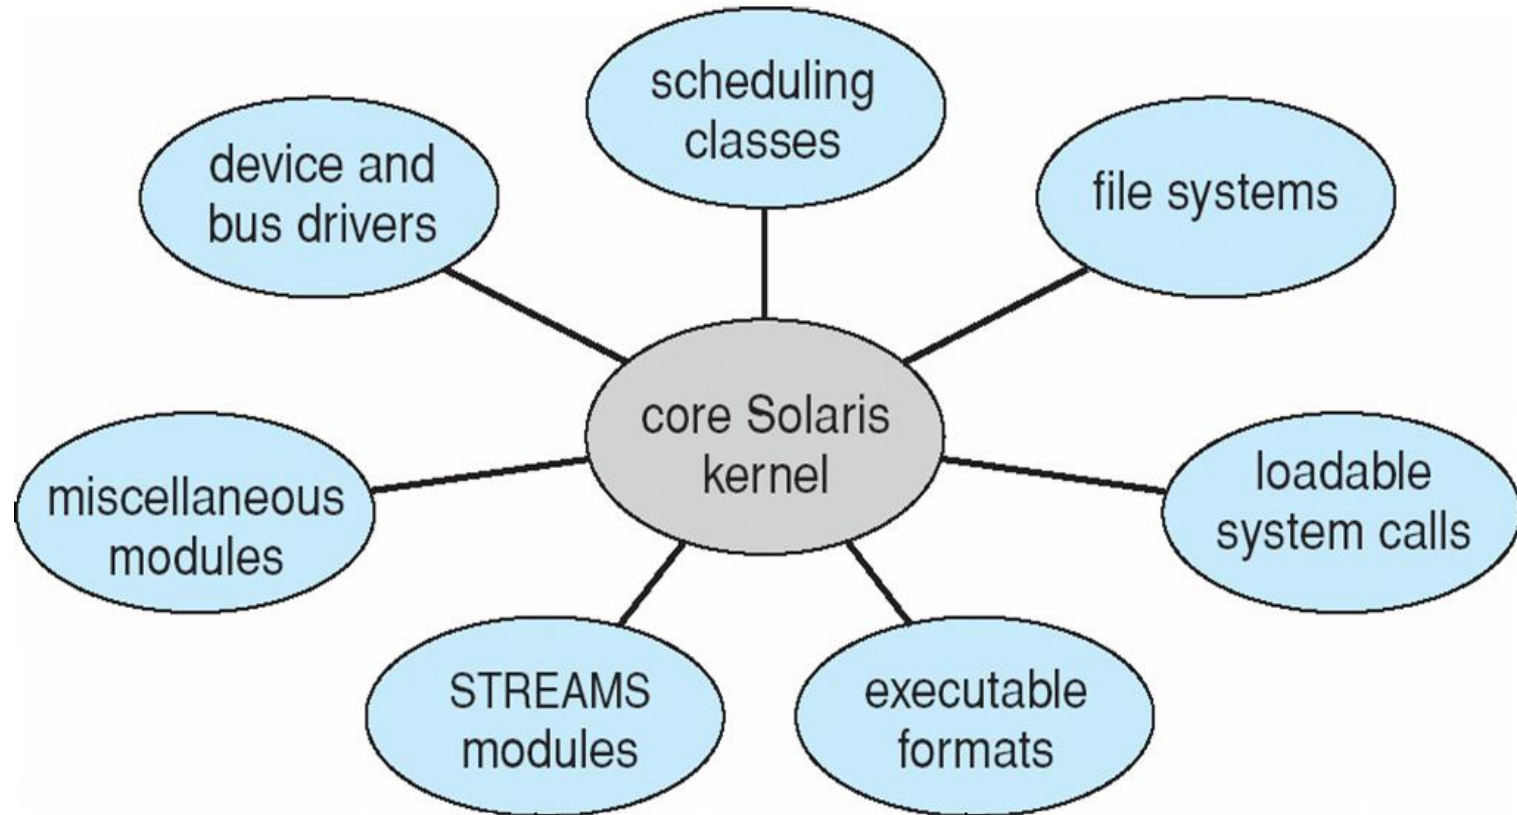 scheduling
classes
device and
bus drivers
file systems
core Solaris
kernel
miscellaneous
modules
loadable
system calls
STREAMS
modules
executable
formats